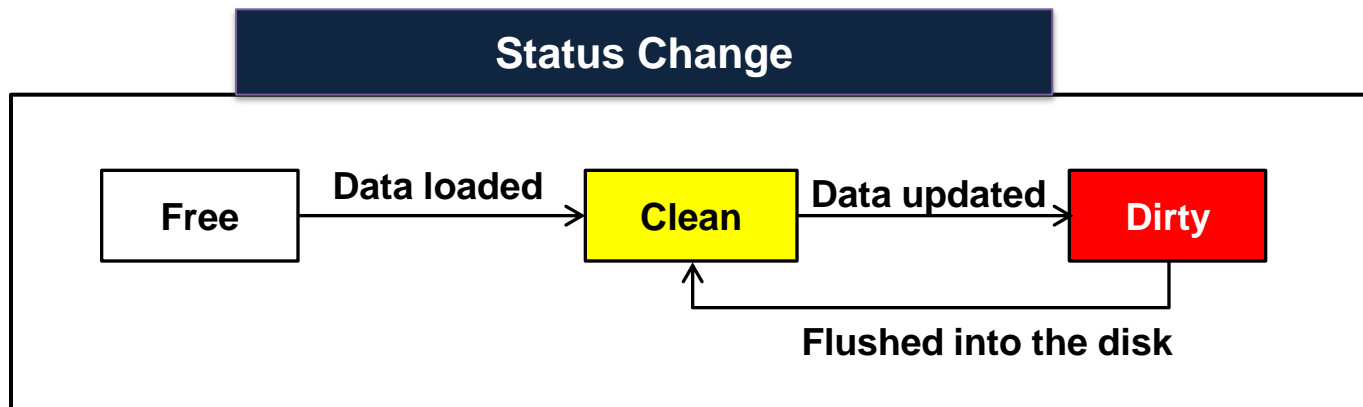 Status Change
Data loaded
Data updated
Free
Clean
Dirty
Flushed into the disk